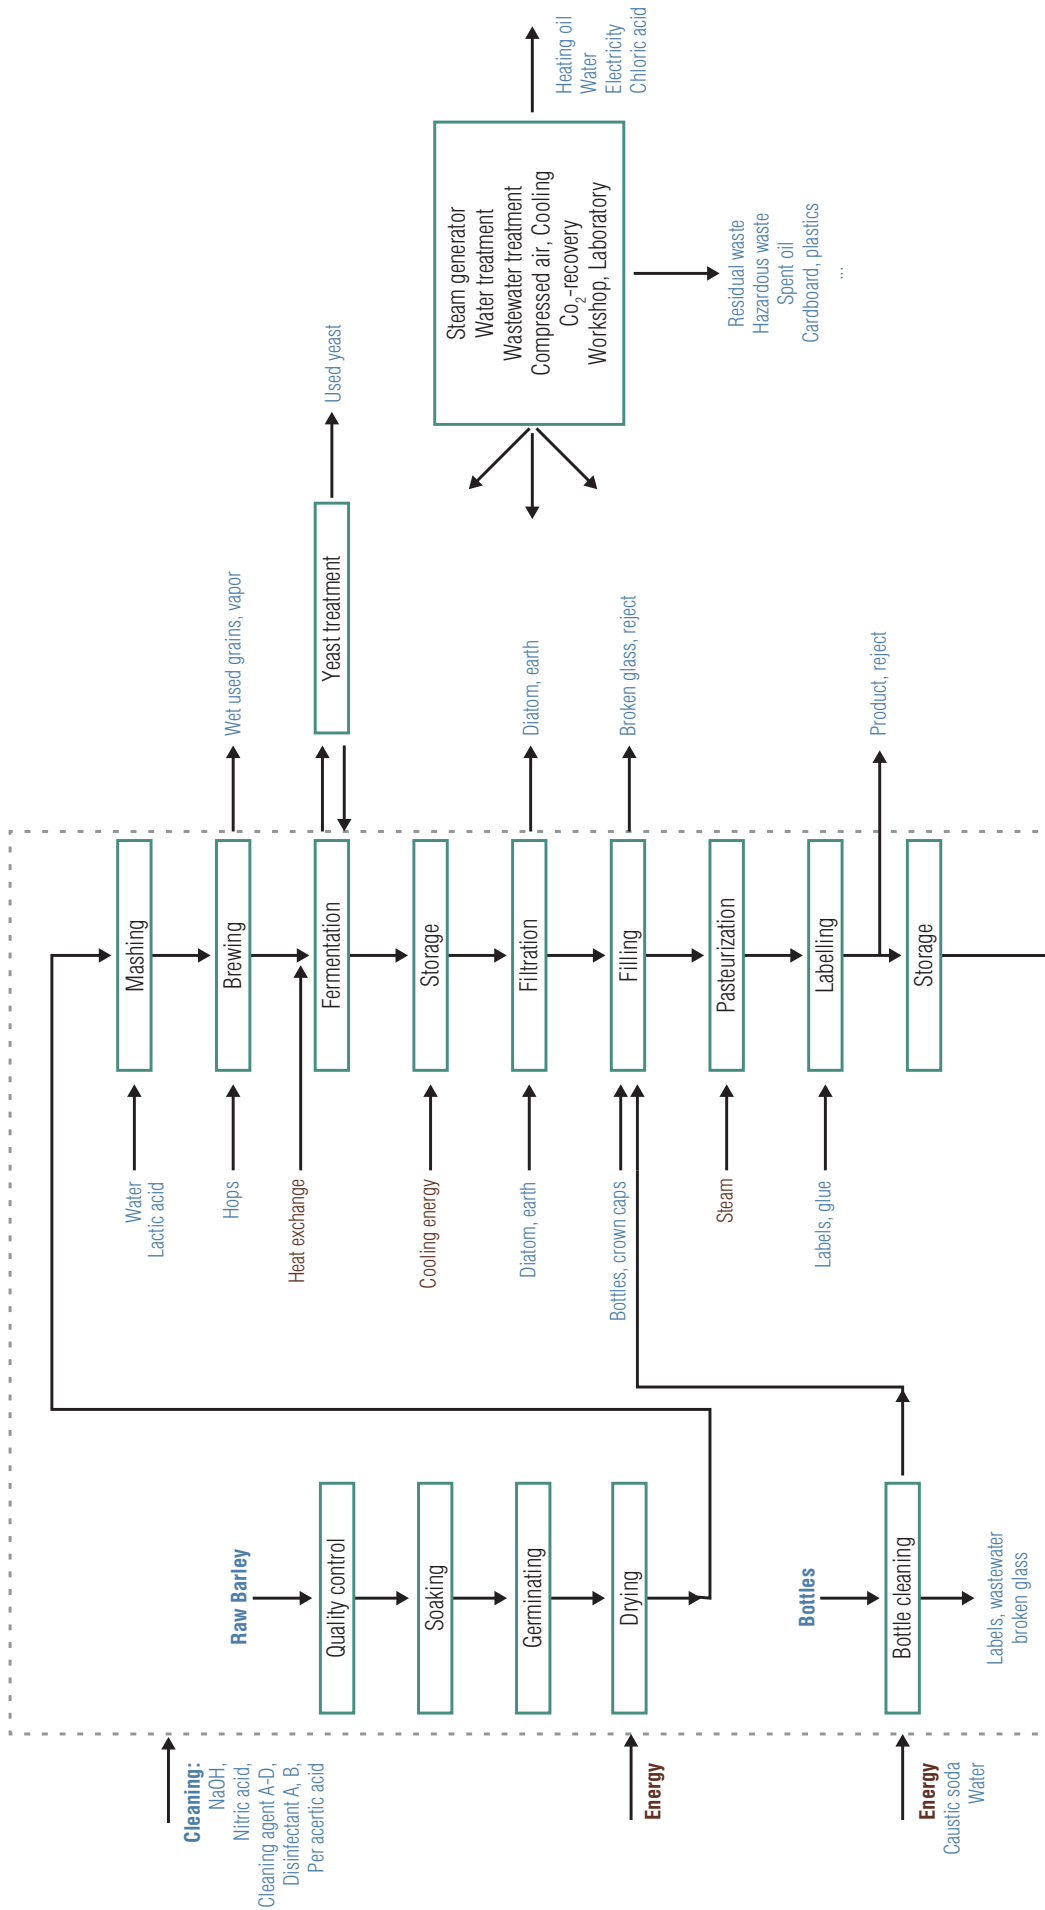 Cleaning:
NaOH,
Nitric acid,
Cleaning agent A-D,
Disinfectant A, B,
Per acertic acid
Energy
Energy
Caustic soda
Water
Raw Barley
Quality control
Soaking
Germinating
Drying
Bottles
Bottle cleaning
Labels, wastewater
broken glass
Water
Lactic acid
Hops
Heat exchange
Cooling energy
Diatom, earth
Bottles, crown caps
Steam
Labels, glue
Mashing
Brewing
Fermentation
Storage
Filtration
Filling
Pasteurization
Labelling
Storage
Wet used grains, vapor
Yeast treatment
Used yeast
Diatom, earth
Broken glass, reject
Product, reject
Steam generator
Water treatment
Wastewater treatment
Compressed air, Cooling
Co2-recovery
Workshop, Laboratory
Residual waste
Hazardous waste
Spent oil
Cardboard, plastics
...
Heating oil
Water
Electricity
Chloric acid